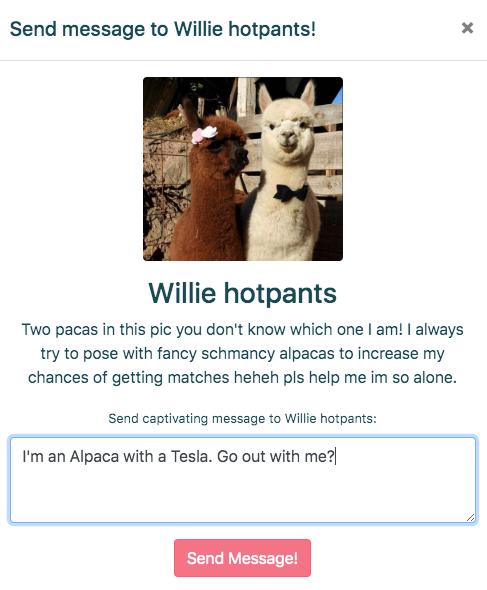 Send message to Willie hotpants!
×
Willie hotpants
Two pacas in this pic you don't know which one I am! I always
try to pose with fancy schmancy alpacas to increase my
chances of getting matches heheh pls help me im so alone.
Send captivating message to Willie hotpants:
I'm an Alpaca with a Tesla. Go out with me?
Send Message!